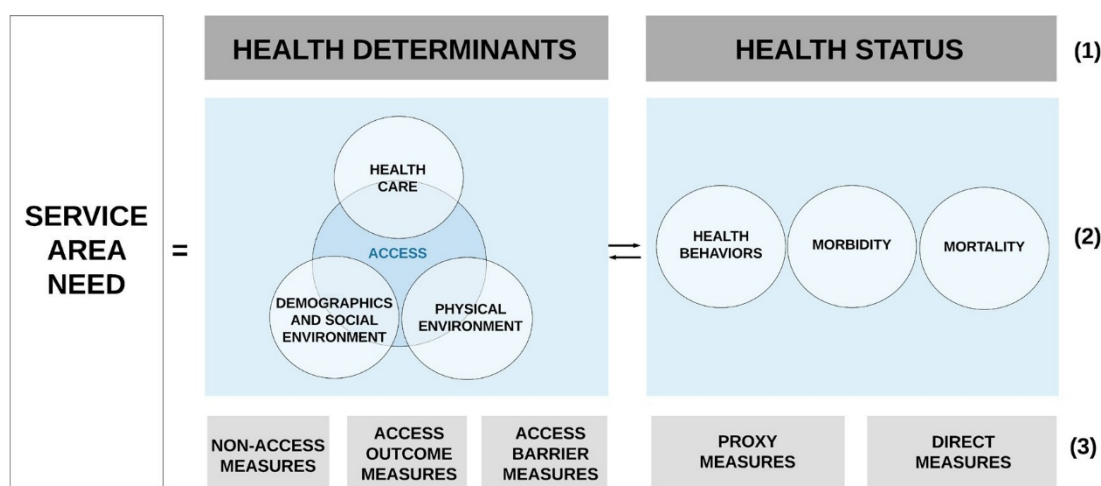 HEALTH DETERMINANTS
HEALTH STATUS
(1)
SERVICE
AREA
NEED
=
HEALTH
CARE
ACCESS
DEMOGRAPHICS
AND SOCIAL
ENVIRONMENT
PHYSICAL
ENVIRONMENT
HEALTH
BEHAVIORS
MORBIDITY
MORTALITY
(2)
NON-ACCESS
MEASURES
ACCESS
OUTCOME
MEASURES
ACCESS
BARRIER
MEASURES
PROXY
MEASURES
DIRECT
MEASURES
(3)